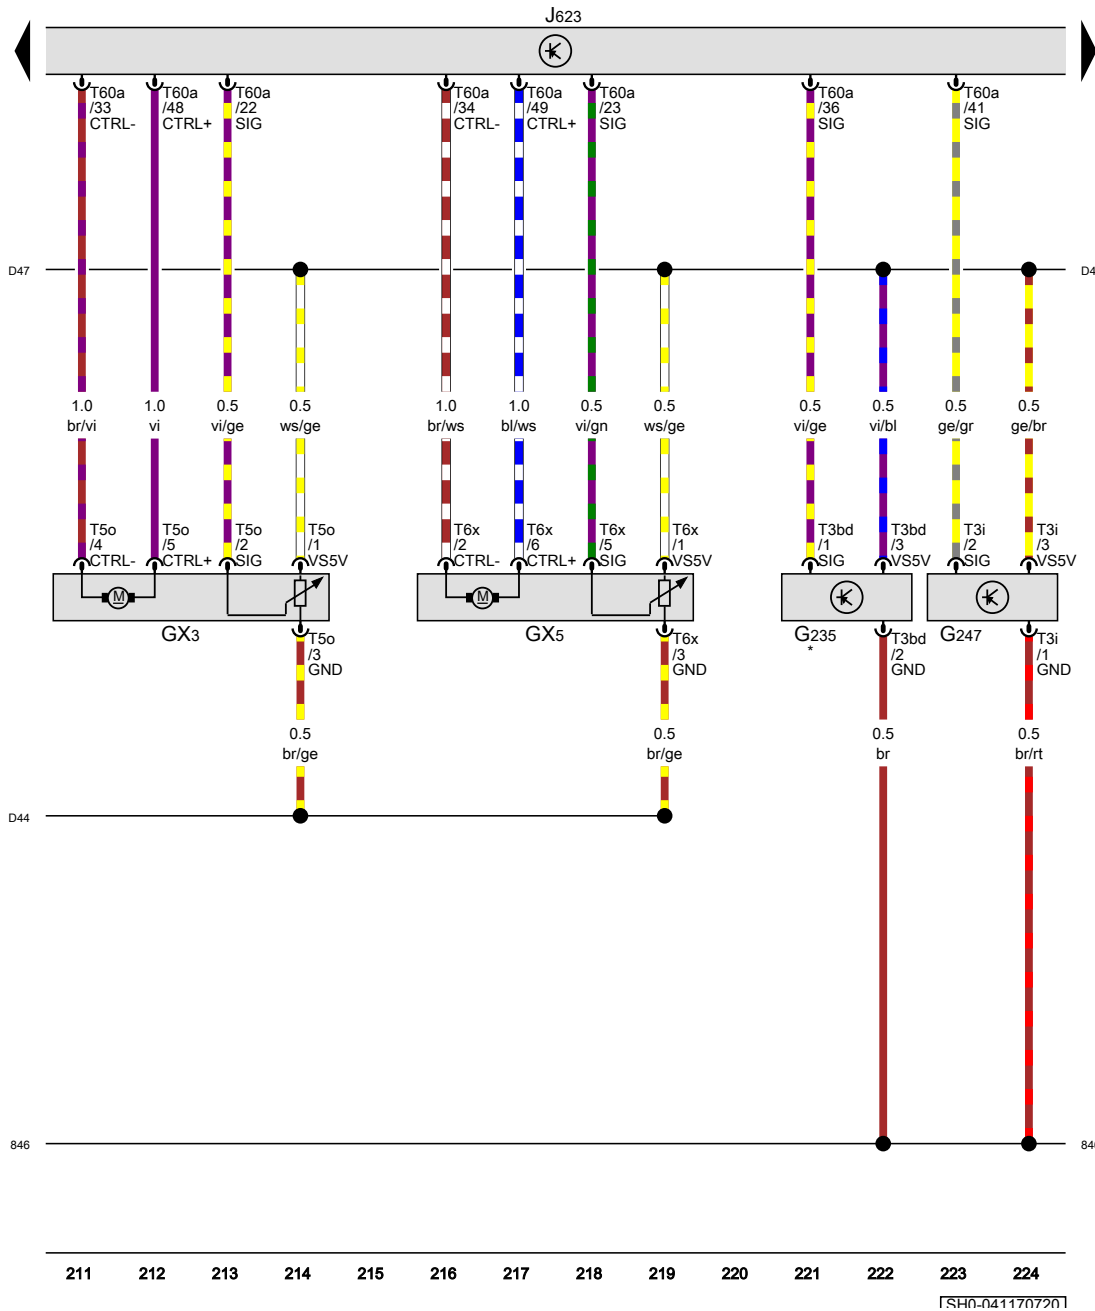 J623
T60a
/33
CTRL-
T60a
/48
CTRL+
T60a
/22
SIG
T60a
/34
CTRL-
T60a
/49
CTRL+
T60a
/23
SIG
T60a
/36
SIG
T60a
/41
SIG
D47
D4
1.0
br/vi
1.0
vi
0.5
vi/ge
0.5
ws/ge
1.0
br/ws
1.0
bl/ws
0.5
vi/gn
0.5
ws/ge
0.5
vi/ge
0.5
vi/bl
0.5
ge/gr
0.5
ge/br
T5o
/4
CTRL-
T5o
/5
CTRL+
T5o
/2
SIG
T5o
/1
VS5V
T6x
/2
CTRL-
T6x
/6
CTRL+
T6x
/5
SIG
T6x
/1
VS5V
T3bd
/1
SIG
T3bd
/3
VS5V
T3i
/2
SIG
T3i
/3
VS5V
M
M
GX3
GX5
G235
*
G247
T5o
/3
GND
T6x
/3
GND
T3bd
/2
GND
T3i
/1
GND
0.5
br/ge
0.5
br/ge
0.5
br
0.5
br/rt
D44
846
846
211 212 213 214 215 216 217 218 219 220 221 222 223 224
SH0-041170720